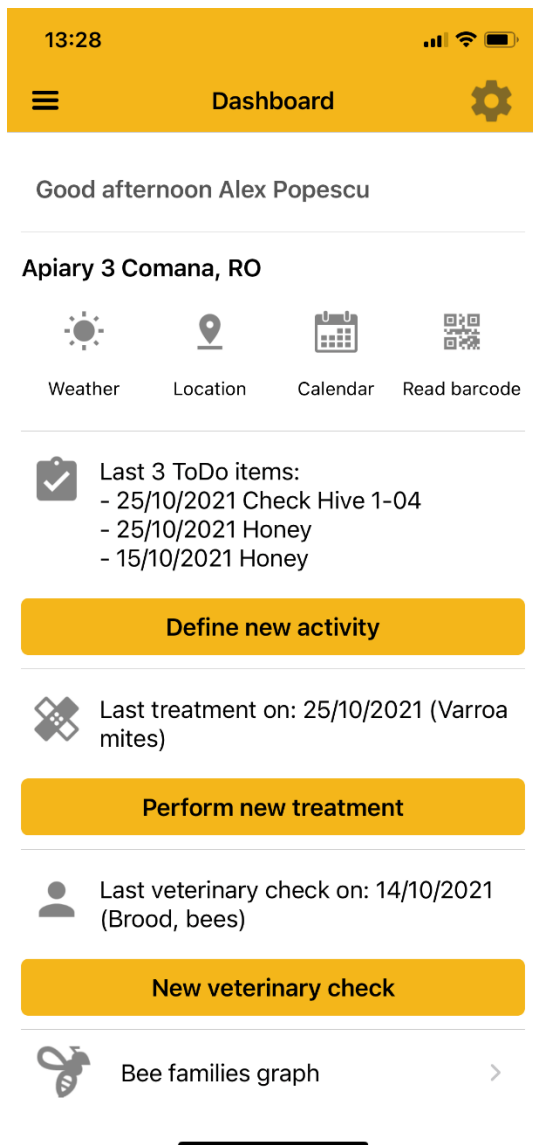 13:28
Dashboard
Good afternoon Alex Popescu
Apiary 3 Comana, RO
Weather Location Calendar Read barcode
Last 3 ToDo items:
- 25/10/2021 Check Hive 1-04
- 25/10/2021 Honey
- 15/10/2021 Honey
Define new activity
Last treatment on: 25/10/2021 (Varroa
mites)
Perform new treatment
Last veterinary check on: 14/10/2021
(Brood, bees)
New veterinary check
Bee families graph